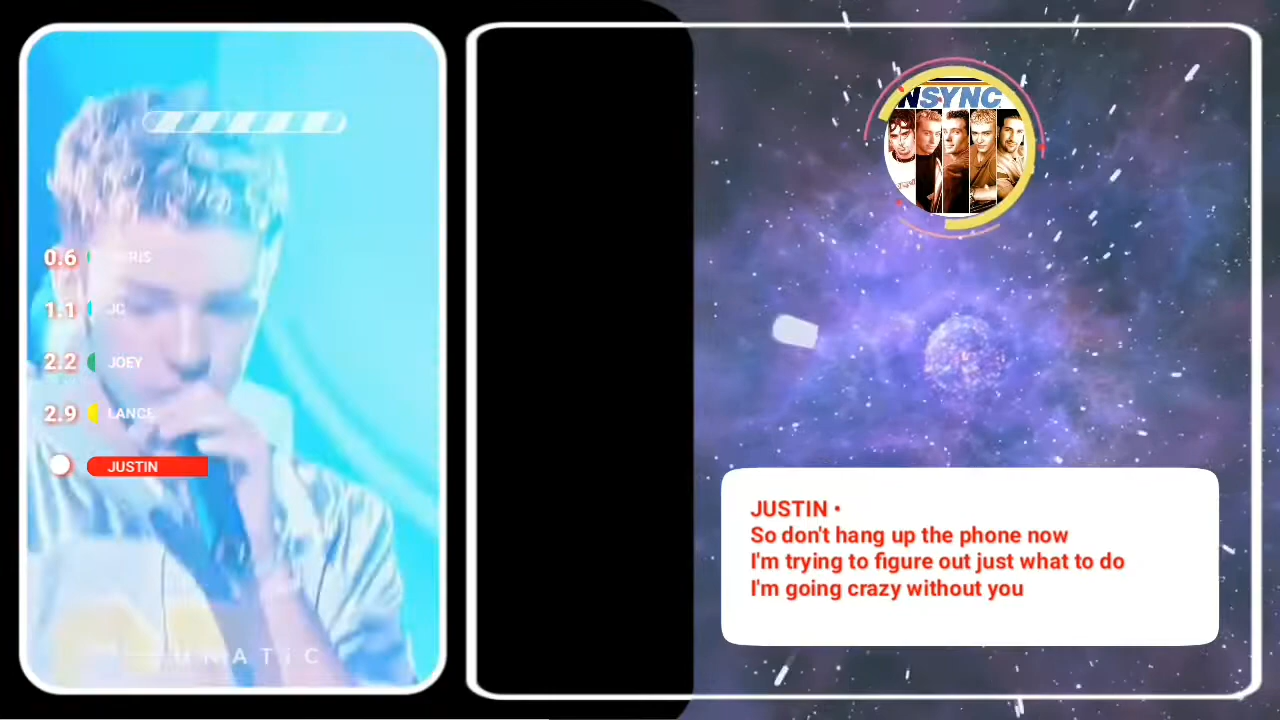 NSYNC
0.6
1.1 JC
2.2 JOEY
2.9 LANCE
JUSTIN
JUSTIN •
So don't hang up the phone now
I'm trying to figure out just what to do
I'm going crazy without you